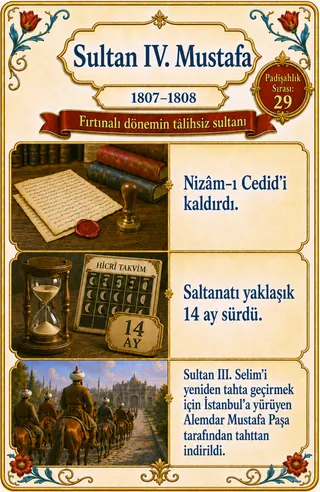 Sultan IV. Mustafa
1807–1808
Padişahlık
Sırası:
29
Fırtınalı dönemin tâlihsiz sultanı
Nizâm-ı Cedid’i
kaldırdı.
HİCRÎ TAKVİM
14
AY
Saltanatı yaklaşık
14 ay sürdü.
Sultan III. Selim’i
yeniden tahta geçirmek
için İstanbul’a yürüyen
Alemdar Mustafa Paşa
tarafından tahttan
indirildi.